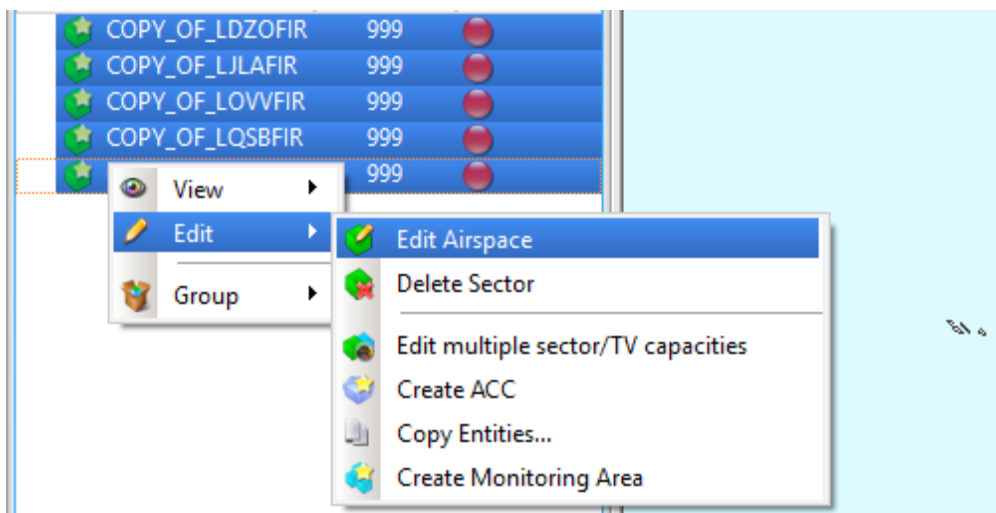 COPY_OF_LDZOFIR 999
COPY_OF_LJLAFIR 999
COPY_OF_LOVVFIR 999
COPY_OF_LQSBFIR 999
999
View
Edit
Group
Edit Airspace
Delete Sector
Edit multiple sector/TV capacities
Create ACC
Copy Entities...
Create Monitoring Area